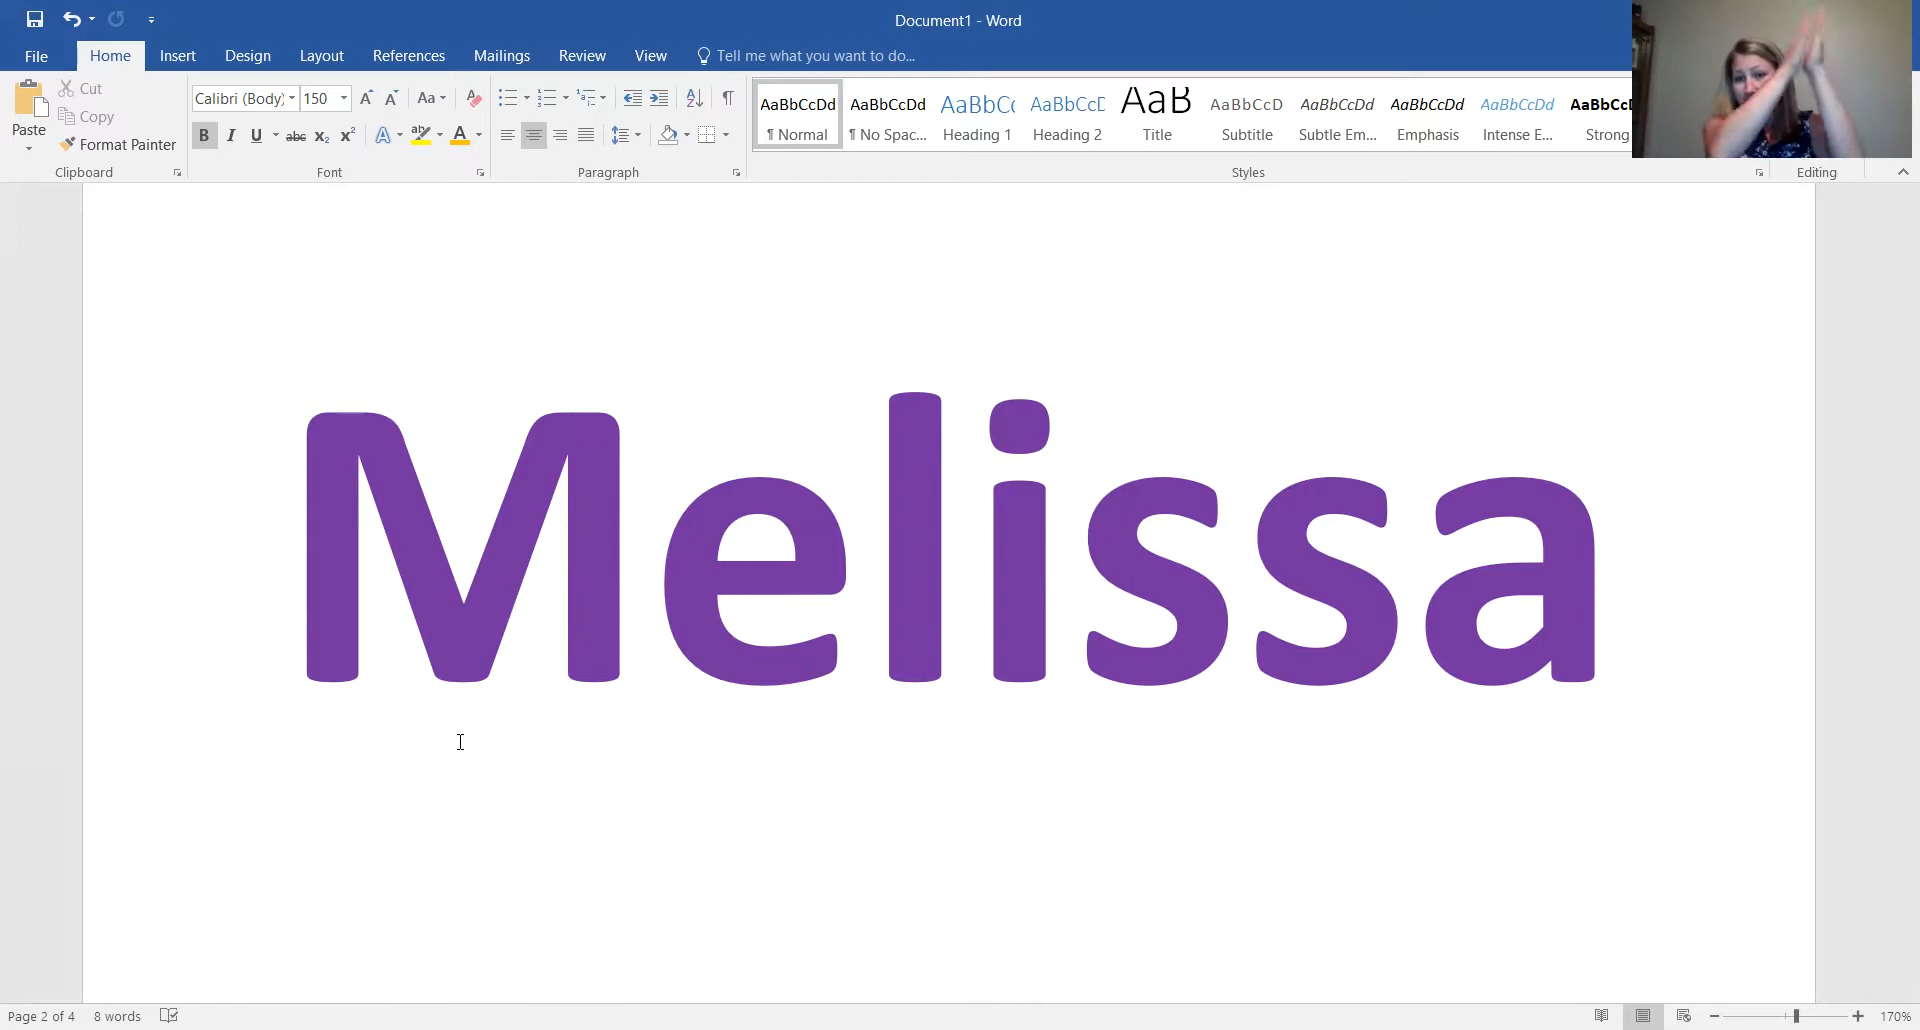 Document1 - Word
File Home Insert Design Layout References Mailings Review View Tell me what you want to do...
Paste
Cut
Copy
Format Painter
Clipboard
Calibri (Body) 150
Aa
B I U abc X₂ X² A ab A
Font
A Z ¶
Paragraph
AaBbCcDd AaBbCcDd AaBbC AaBbCcD AaB AaBbCcD AaBbCcDd AaBbCcDd AaBbCcDd AaBbCcD
¶ Normal ¶ No Spac... Heading 1 Heading 2 Title Subtitle Subtle Em... Emphasis Intense E... Strong
Styles
Editing
Melissa
Page 2 of 4 8 words 170%